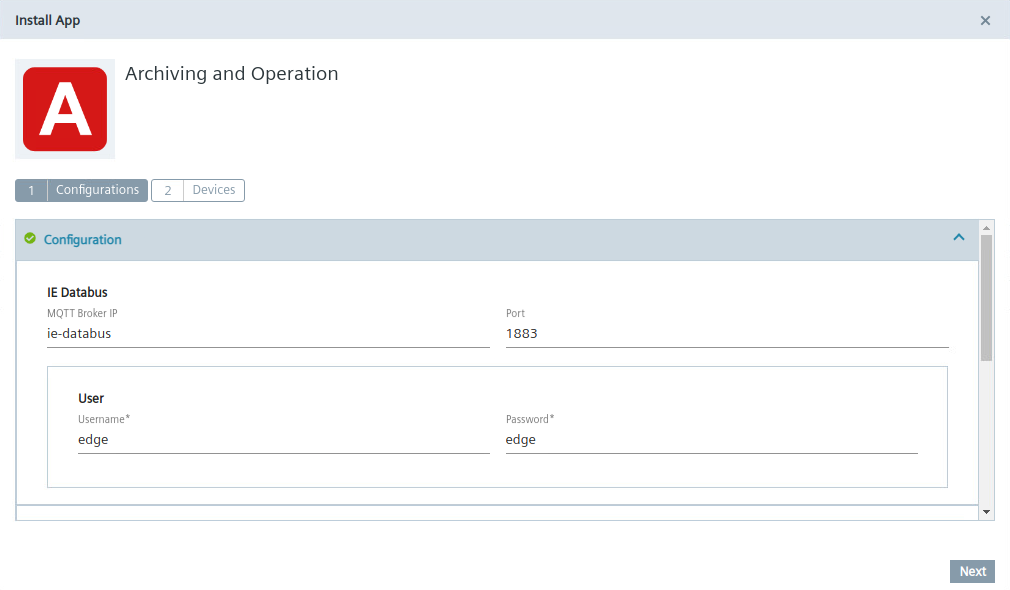 Install App
×
A
Archiving and Operation
1 Configurations 2 Devices
Configuration
IE Databus
MQTT Broker IP Port
ie-databus 1883
User
Username* Password*
edge edge
Next